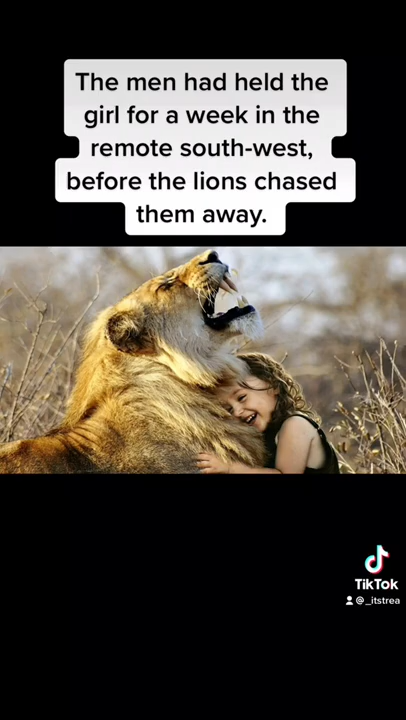 The men had held the
girl for a week in the
remote south-west,
before the lions chased
them away.
TikTok
@_itstrea